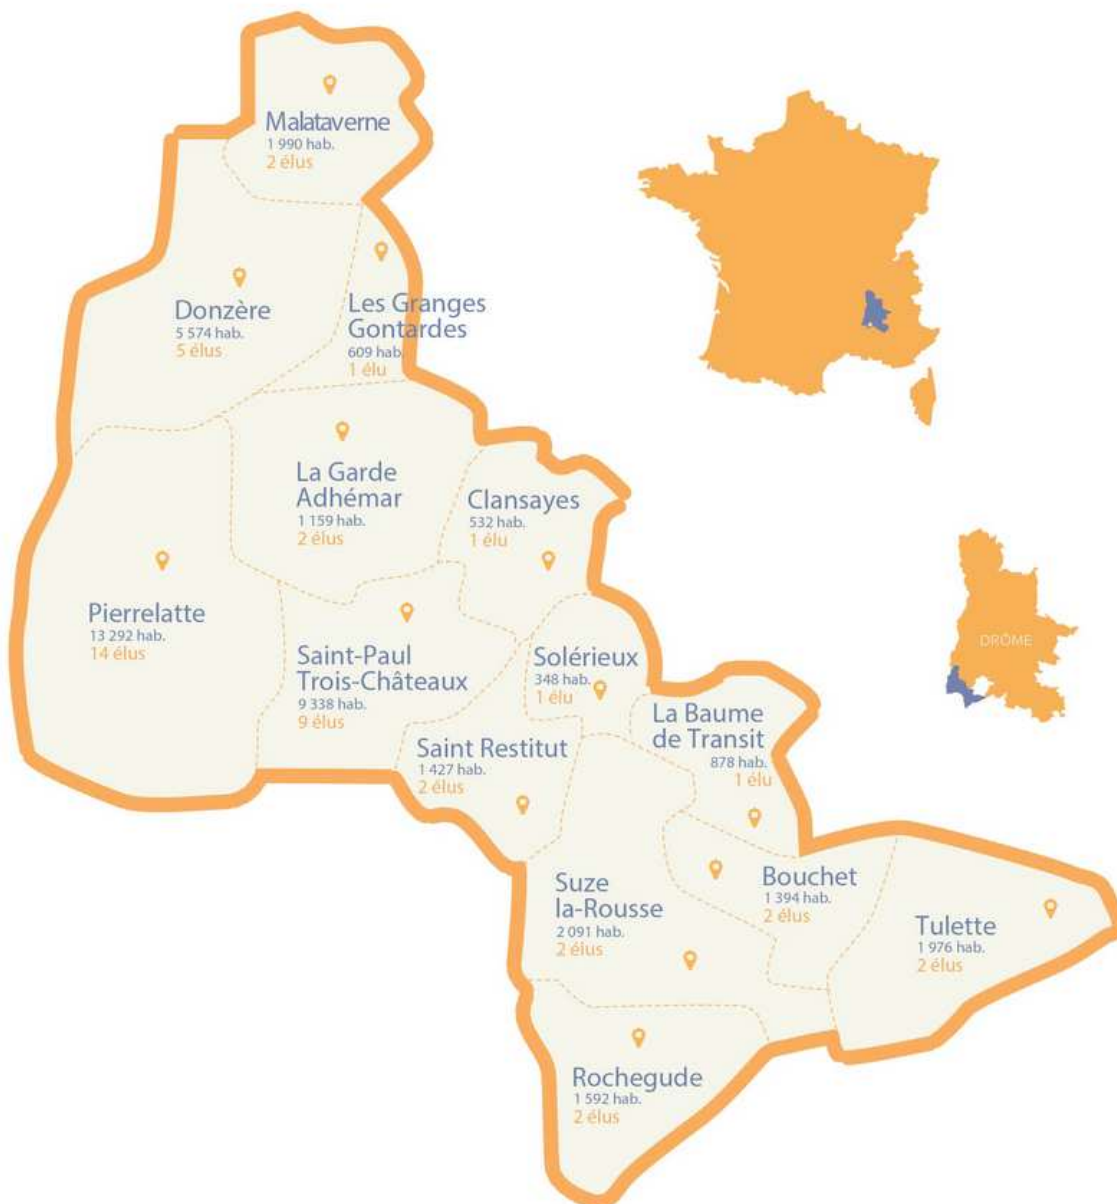 Malataverne
1 990 hab.
2 élus
Donzère
5 574 hab.
5 élus
Les Granges
Gontardes
609 hab.
1 élu
La Garde
Adhémar
1 159 hab.
2 élus
Clansayes
532 hab.
1 élu
Pierrelatte
13 292 hab.
14 élus
Saint-Paul
Trois-Châteaux
9 338 hab.
9 élus
Solérieux
348 hab.
1 élu
La Baume
de Transit
878 hab.
1 élu
Saint Restitut
1 427 hab.
2 élus
Suze
la-Rousse
2 091 hab.
2 élus
Bouchet
1 394 hab.
2 élus
Tulette
1 976 hab.
2 élus
Rochegude
1 592 hab.
2 élus
DRÔME